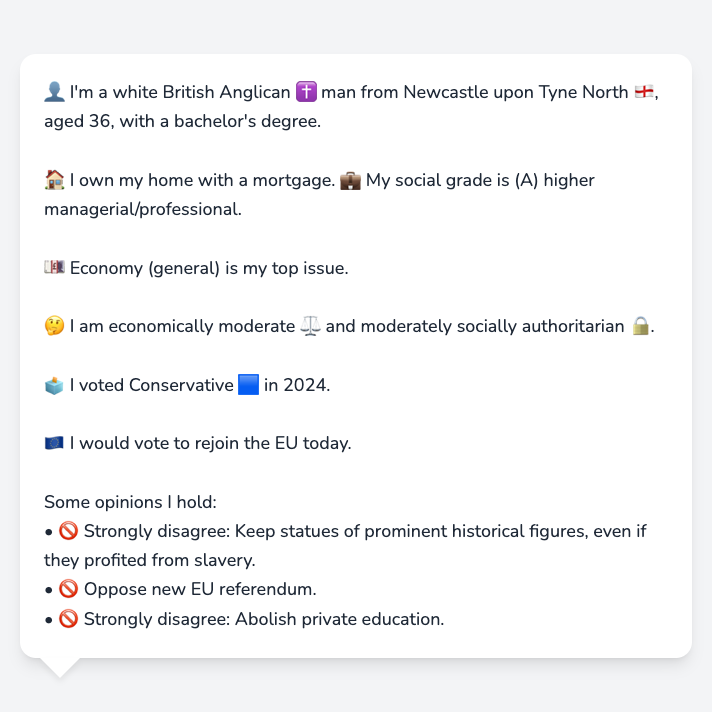 👤 I'm a white British Anglican ✝️ man from Newcastle upon Tyne North 🏴󠁧󠁢󠁥󠁮󠁧󠁿,
aged 36, with a bachelor's degree.
🏠 I own my home with a mortgage. 💼 My social grade is (A) higher
managerial/professional.
💷 Economy (general) is my top issue.
🤔 I am economically moderate ⚖️ and moderately socially authoritarian 🔒.
🗳️ I voted Conservative 🟦 in 2024.
🇪🇺 I would vote to rejoin the EU today.
Some opinions I hold:
• 🚫 Strongly disagree: Keep statues of prominent historical figures, even if
they profited from slavery.
• 🚫 Oppose new EU referendum.
• 🚫 Strongly disagree: Abolish private education.